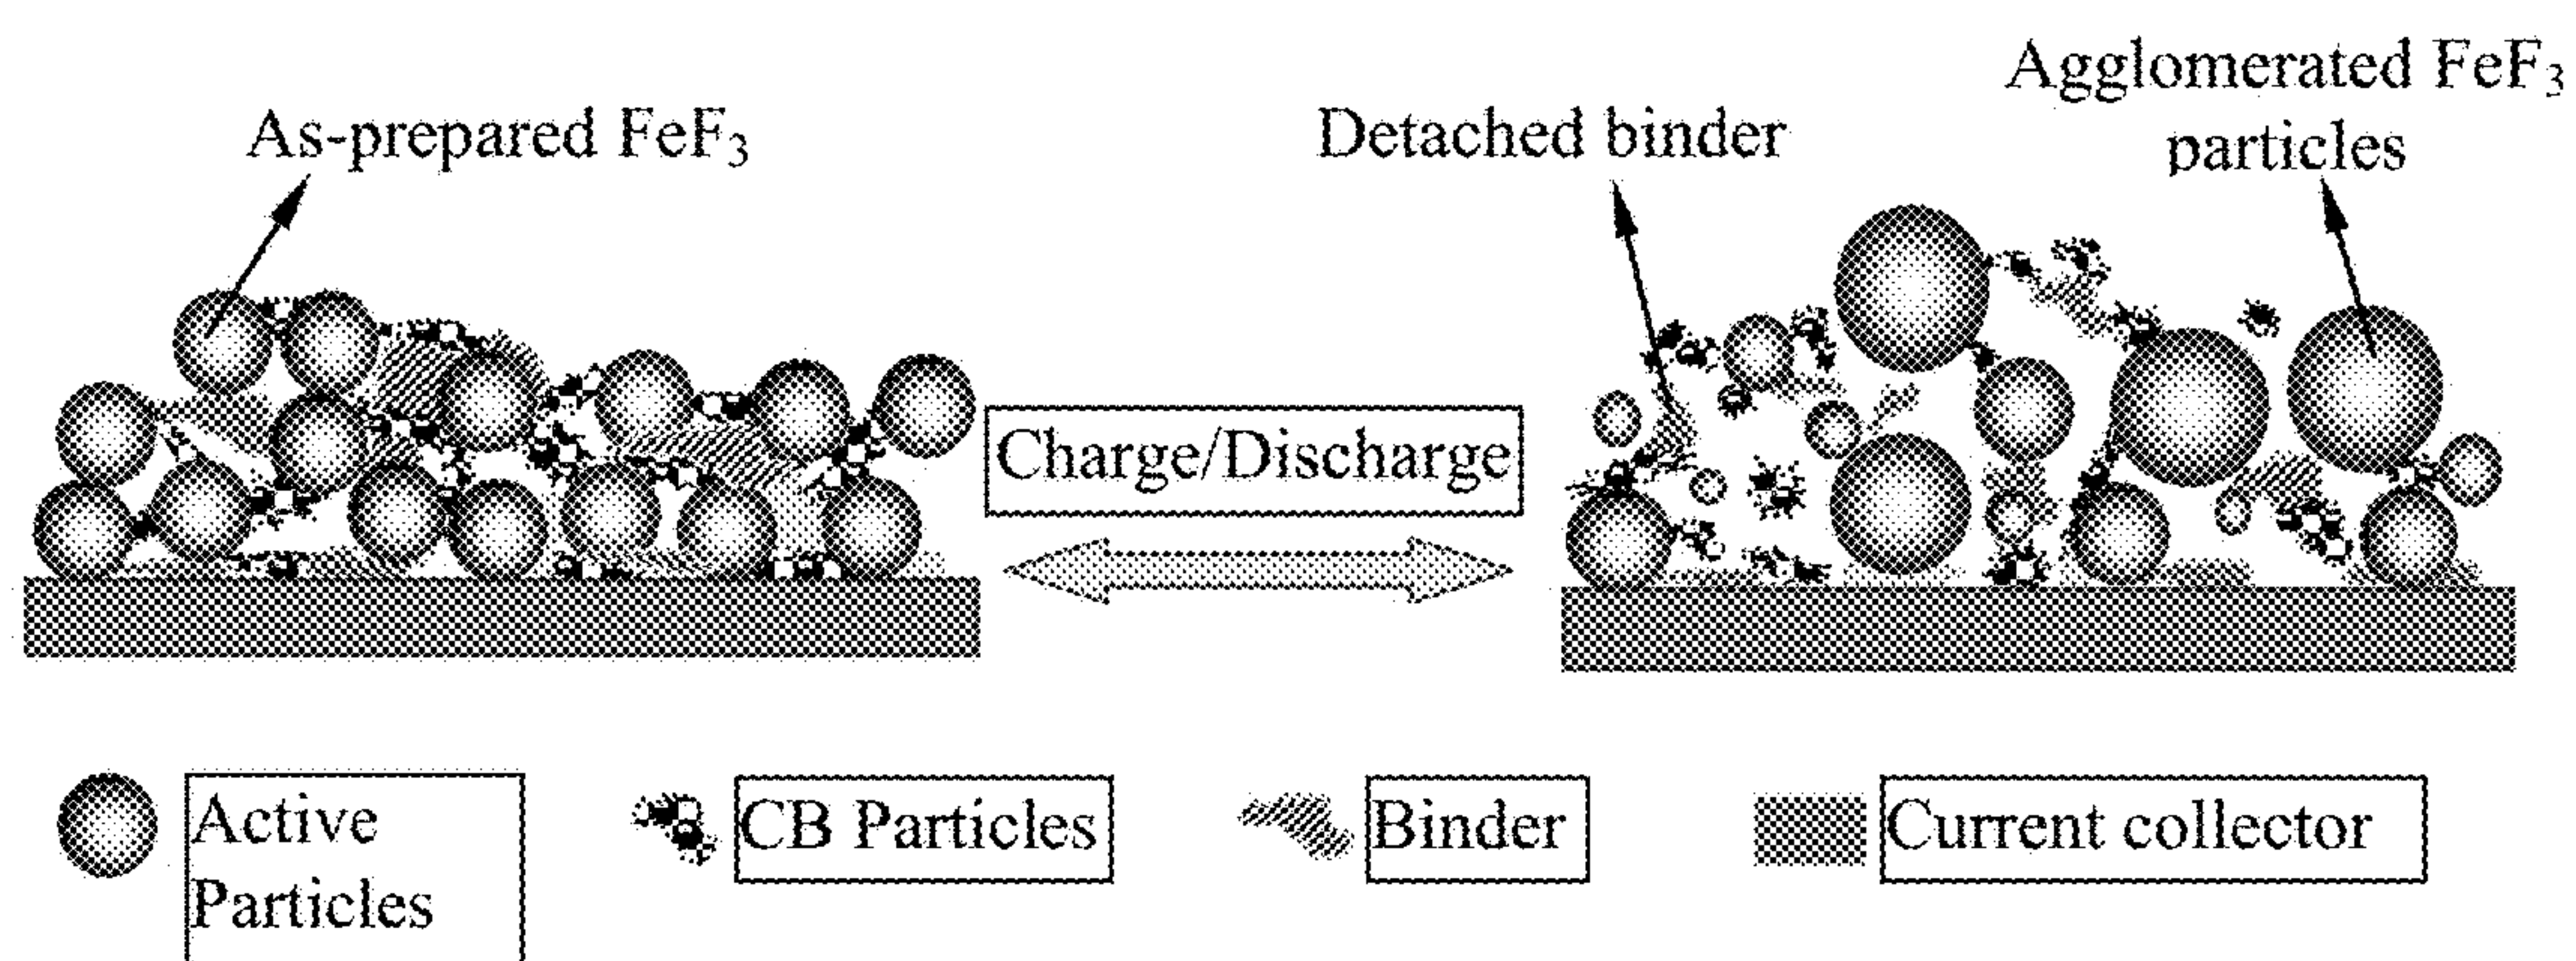 As-prepared FeF₃
Detached binder
Agglomerated FeF₃
particles
Charge/Discharge
Active
Particles
CB Particles
Binder
Current collector